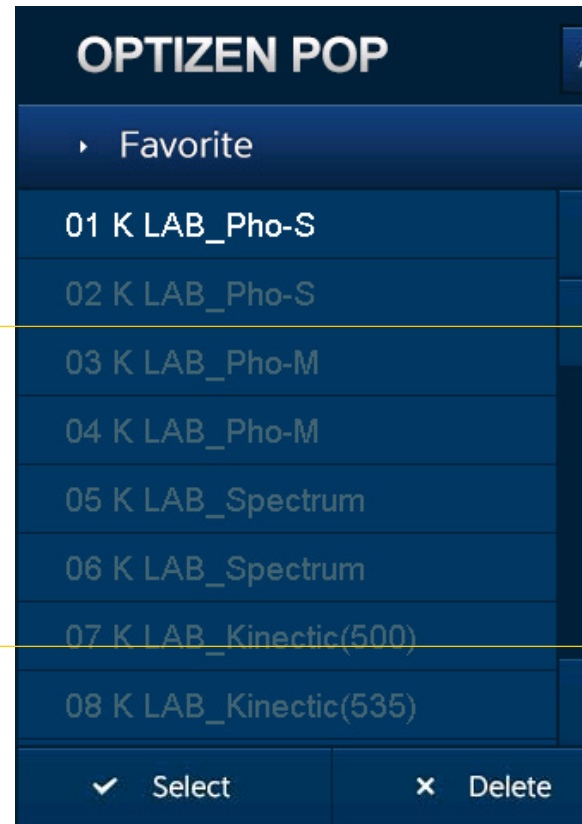 OPTIZEN POP
Favorite
01 K LAB_Pho-S
02 K LAB_Pho-S
03 K LAB_Pho-M
04 K LAB_Pho-M
05 K LAB_Spectrum
06 K LAB_Spectrum
07 K LAB_Kinectic(500)
08 K LAB_Kinectic(535)
Select Delete